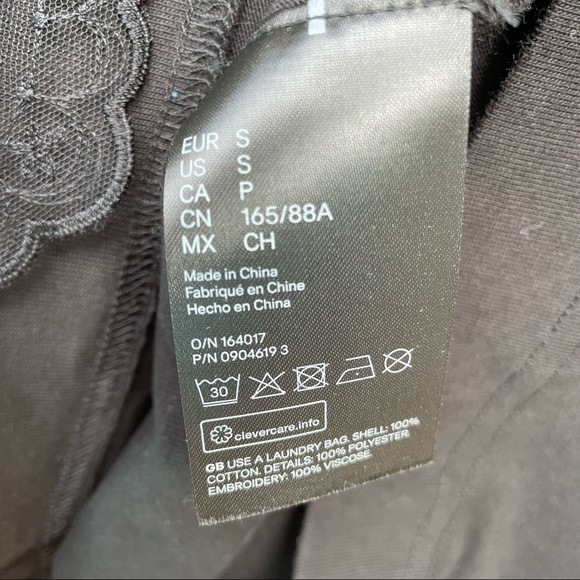 EUR S
US S
CA P
CN 165/88A
MX CH
Made in China
Fabriqué en Chine
Hecho en China
O/N 164017
P/N 0904619 3
30
clevercare.info
GB USE A LAUNDRY BAG. SHELL: 100%
COTTON. DETAILS: 100% POLYESTER.
EMBROIDERY: 100% VISCOSE.